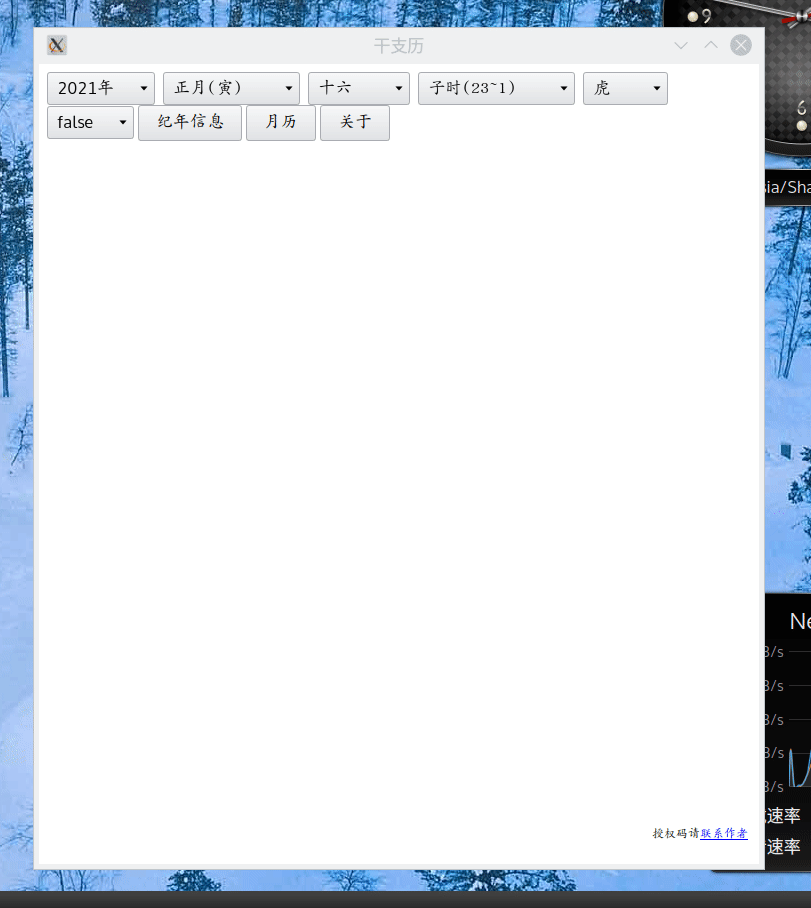 干支历
2021年 正月(寅) 十六 子时(23~1) 虎
false 纪年信息 月历 关于
授权码请联系作者
9
6
sia/Sha
Ne
B/s
B/s
B/s
B/s
B/s
速率
速率